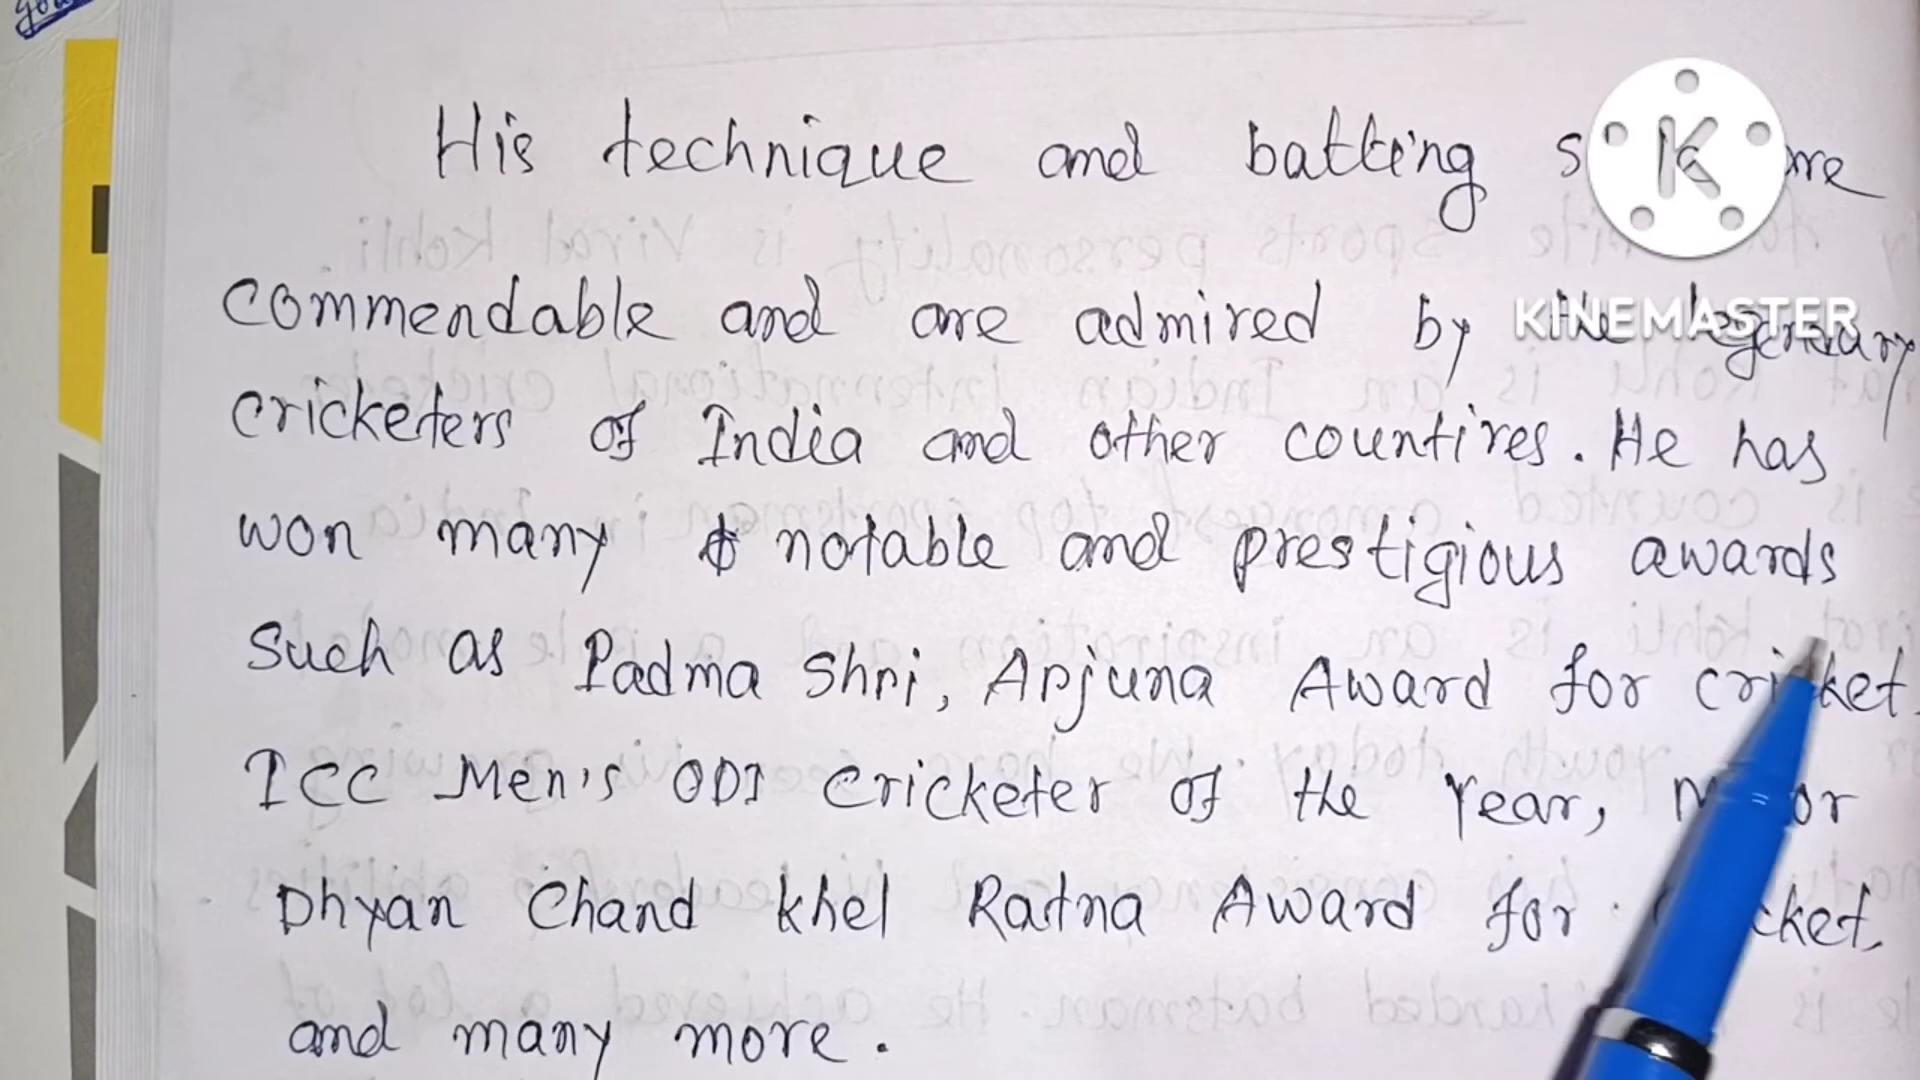 His technique and batting are
commendable and are admired by the legendary
cricketers of India and other countires. He has
won many notable and prestigious awards
Such as Padma Shri, Arjuna Award for cricket.
ICC Men's ODI Cricketer of the Year,
Dhyan Chand Khel Ratna Award for
and many more.
KINEMASTER